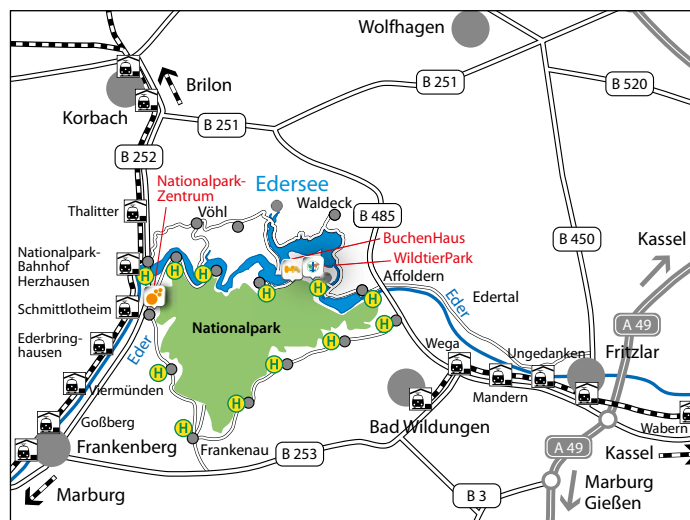 Wolfhagen
Brilon
B 251
B 520
Korbach
B 251
B 252
Nationalpark-
Zentrum
Edersee
Thalitter
Vöhl
Waldeck
B 485
B 450
BuchenHaus
WildtierPark
Kassel
Nationalpark-
Bahnhof
Herzhausen
H
H
H
H
H
H
Affoldern
Eder
Edertal
Schmittlotheim
Nationalpark
H
A 49
Ederbring-
hausen
Eder
H
Wega
Ungedanken
Fritzlar
H
H
Viermünden
Mandern
H
Goßberg
H
Bad Wildungen
Wabern
Frankenberg
Frankenau
B 253
A 49
Kassel
Marburg
B 3
Marburg
Gießen